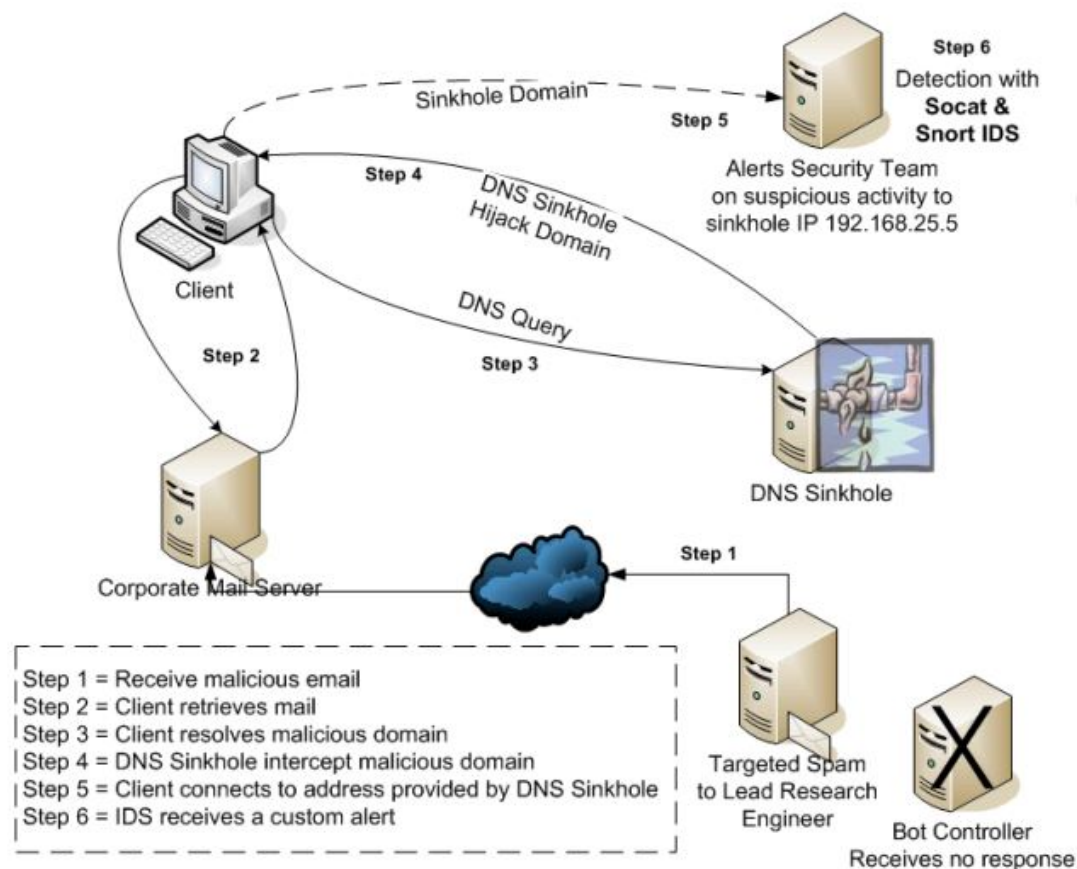 Step 6
Detection with
Socat &
Snort IDS
Sinkhole Domain
Step 5
Alerts Security Team
on suspicious activity to
sinkhole IP 192.168.25.5
Step 4
DNS Sinkhole
Hijack Domain
Client
DNS Query
Step 2
Step 3
DNS Sinkhole
Step 1
Corporate Mail Server
Step 1 = Receive malicious email
Step 2 = Client retrieves mail
Step 3 = Client resolves malicious domain
Step 4 = DNS Sinkhole intercept malicious domain
Step 5 = Client connects to address provided by DNS Sinkhole
Step 6 = IDS receives a custom alert
Targeted Spam
to Lead Research
Engineer
Bot Controller
Receives no response